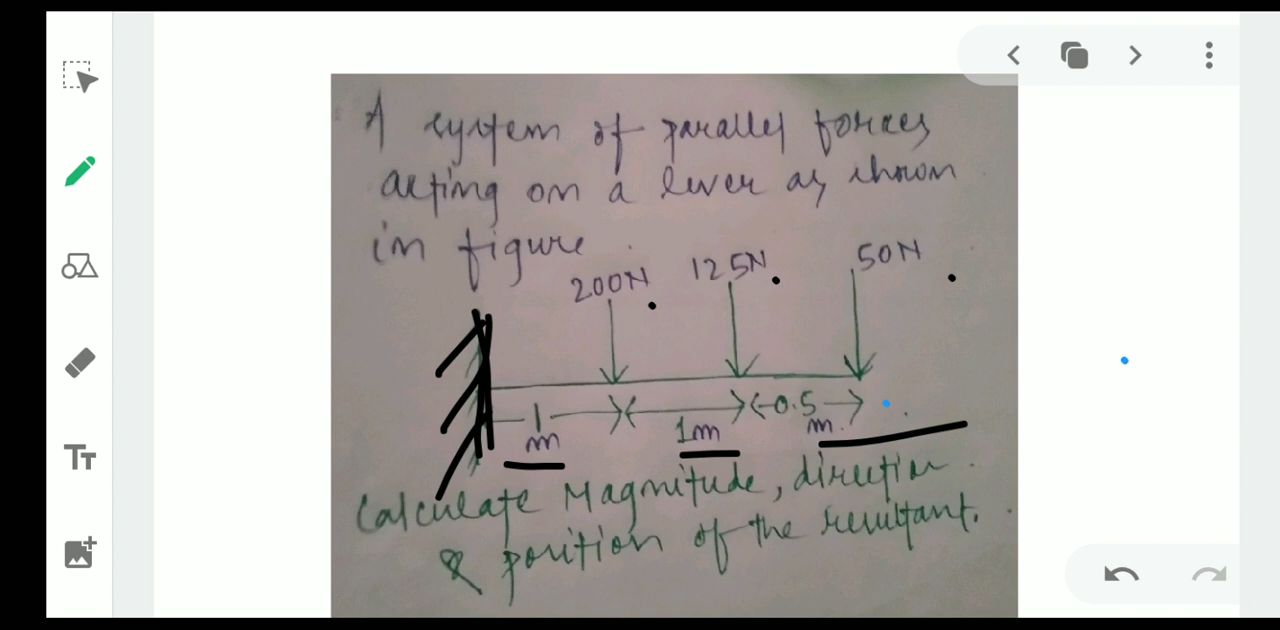 A system of parallel forces
acting on a lever as shown
in figure
200N 125N 50N
1 1m 0.5
m m
Calculate Magnitude, direction
& position of the resultant.
TT